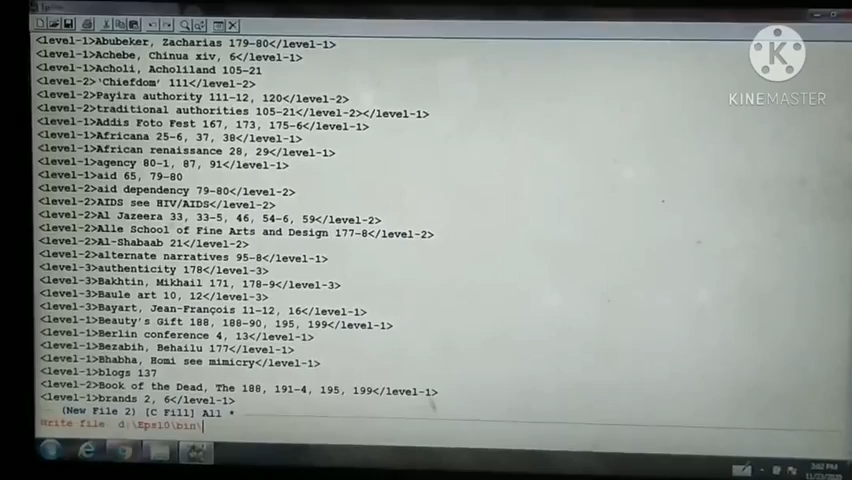 <level-1>Abubeker, Zacharias 179-80</level-1>
<level-1>Achebe, Chinua xiv, 6</level-1>
<level-1>Acholi, Acholiland 105-21
<level-2>'Chiefdom' 111</level-2>
<level-2>Payira authority 111-12, 120</level-2>
<level-2>traditional authorities 105-21</level-2></level-1>
<level-1>Addis Foto Fest 167, 173, 175-6</level-1>
<level-1>Africana 25-6, 37, 38</level-1>
<level-1>African renaissance 28, 29</level-1>
<level-1>agency 80-1, 87, 91</level-1>
<level-1>aid 65, 79-80
<level-2>aid dependency 79-80</level-2>
<level-2>AIDS see HIV/AIDS</level-2>
<level-2>Al Jazeera 33, 33-5, 46, 54-6, 59</level-2>
<level-2>Alle School of Fine Arts and Design 177-8</level-2>
<level-2>Al-Shabaab 21</level-2>
<level-2>alternate narratives 95-8</level-1>
<level-3>authenticity 178</level-3>
<level-3>Bakhtin, Mikhail 171, 178-9</level-3>
<level-3>Baule art 10, 12</level-3>
<level-3>Bayart, Jean-François 11-12, 16</level-1>
<level-1>Beauty's Gift 188, 188-90, 195, 199</level-1>
<level-1>Berlin conference 4, 13</level-1>
<level-1>Bezabih, Behailu 177</level-1>
<level-1>Bhabha, Homi see mimicry</level-1>
<level-1>blogs 137
<level-2>Book of the Dead, The 188, 191-4, 195, 199</level-1>
<level-1>brands 2, 6</level-1>
(New File 2) [C Fill] All *
Write file d:\Eps10\bin\
K
KINEMASTER
3:02 PM